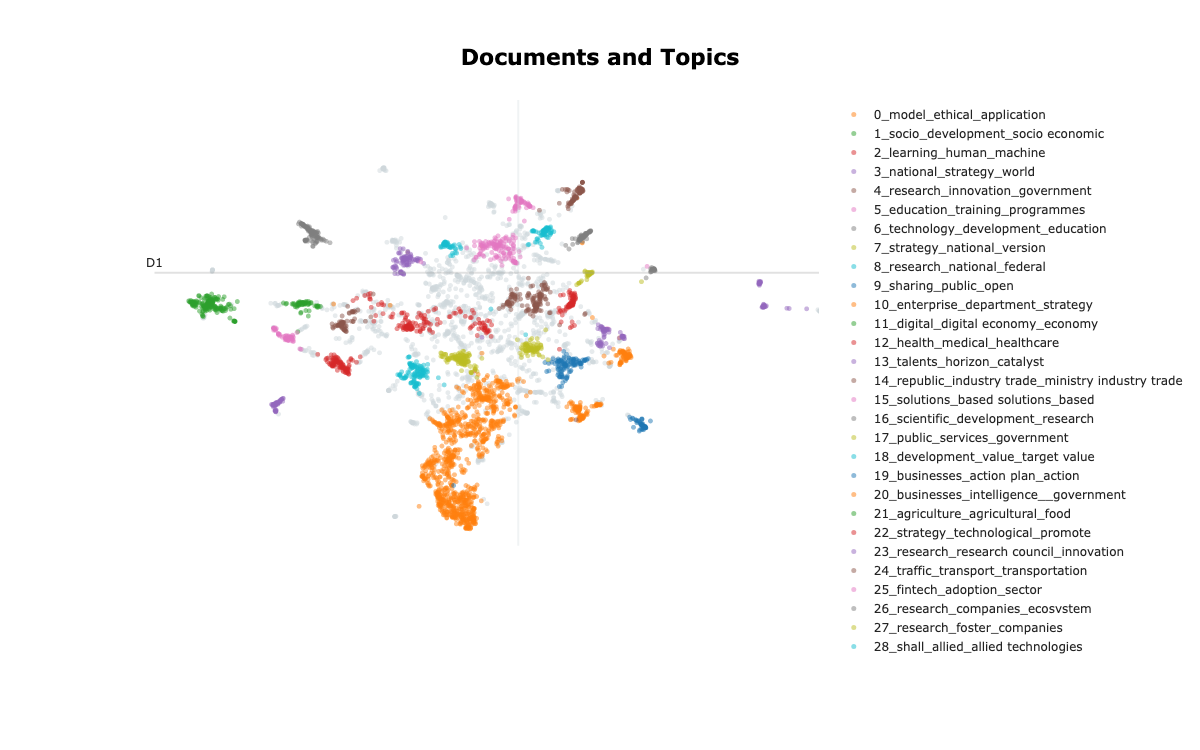 Documents and Topics
D1
0_model_ethical_application
1_socio_development_socio economic
2_learning_human_machine
3_national_strategy_world
4_research_innovation_government
5_education_training_programmes
6_technology_development_education
7_strategy_national_version
8_research_national_federal
9_sharing_public_open
10_enterprise_department_strategy
11_digital_digital economy_economy
12_health_medical_healthcare
13_talents_horizon_catalyst
14_republic_industry trade_ministry industry trade
15_solutions_based solutions_based
16_scientific_development_research
17_public_services_government
18_development_value_target value
19_businesses_action plan_action
20_businesses_intelligence__government
21_agriculture_agricultural_food
22_strategy_technological_promote
23_research_research council_innovation
24_traffic_transport_transportation
25_fintech_adoption_sector
26_research_companies_ecosystem
27_research_foster_companies
28_shall_allied_allied technologies